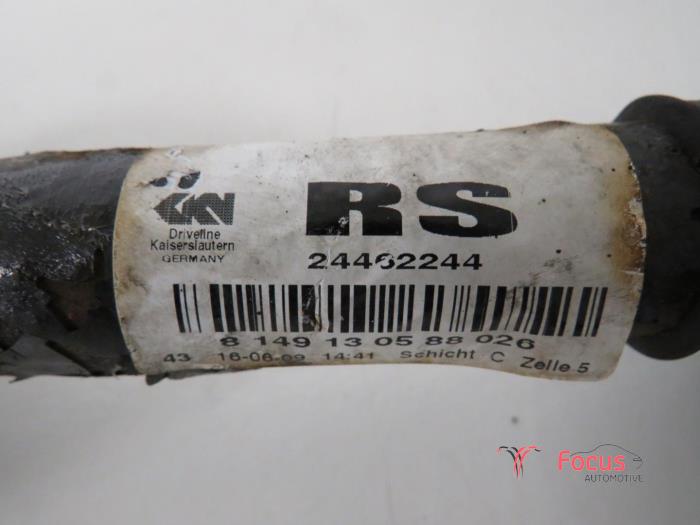 GKN
Driveline
Kaiserslautern
GERMANY
RS
24462244
8 149 13 05 88 026
43 16-06-09 14:41 Schicht C Zelle 5
Focus
AUTOMOTIVE